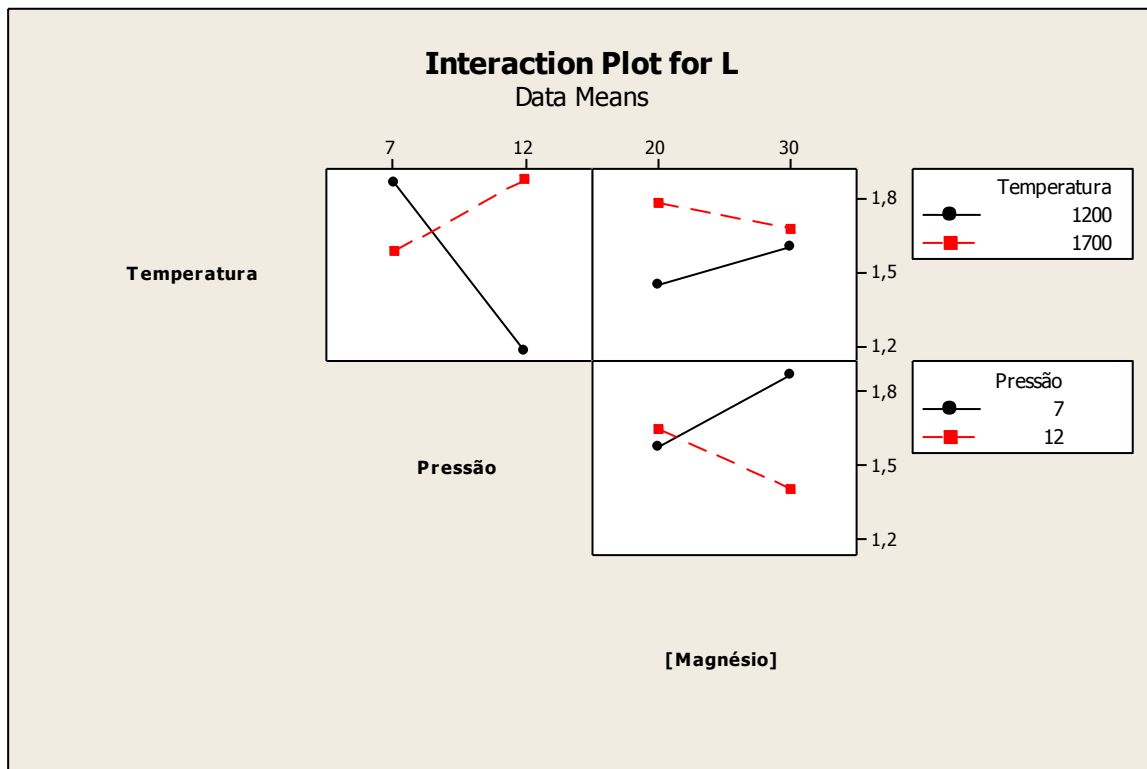 Interaction Plot for L
Data Means
7 12 20 30
Temperatura
1,8
1,5
1,2
Temperatura
1200
1700
Pressão
1,8
1,5
1,2
Pressão
7
12
[Magnésio]